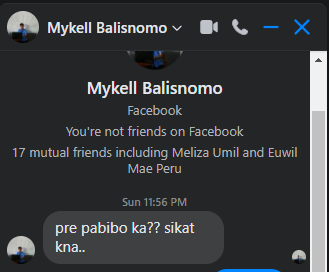 Mykell Balisnomo
Mykell Balisnomo
Facebook
You're not friends on Facebook
17 mutual friends including Meliza Umil and Euwil
Mae Peru
Sun 11:56 PM
pre pabibo ka?? sikat
kna..